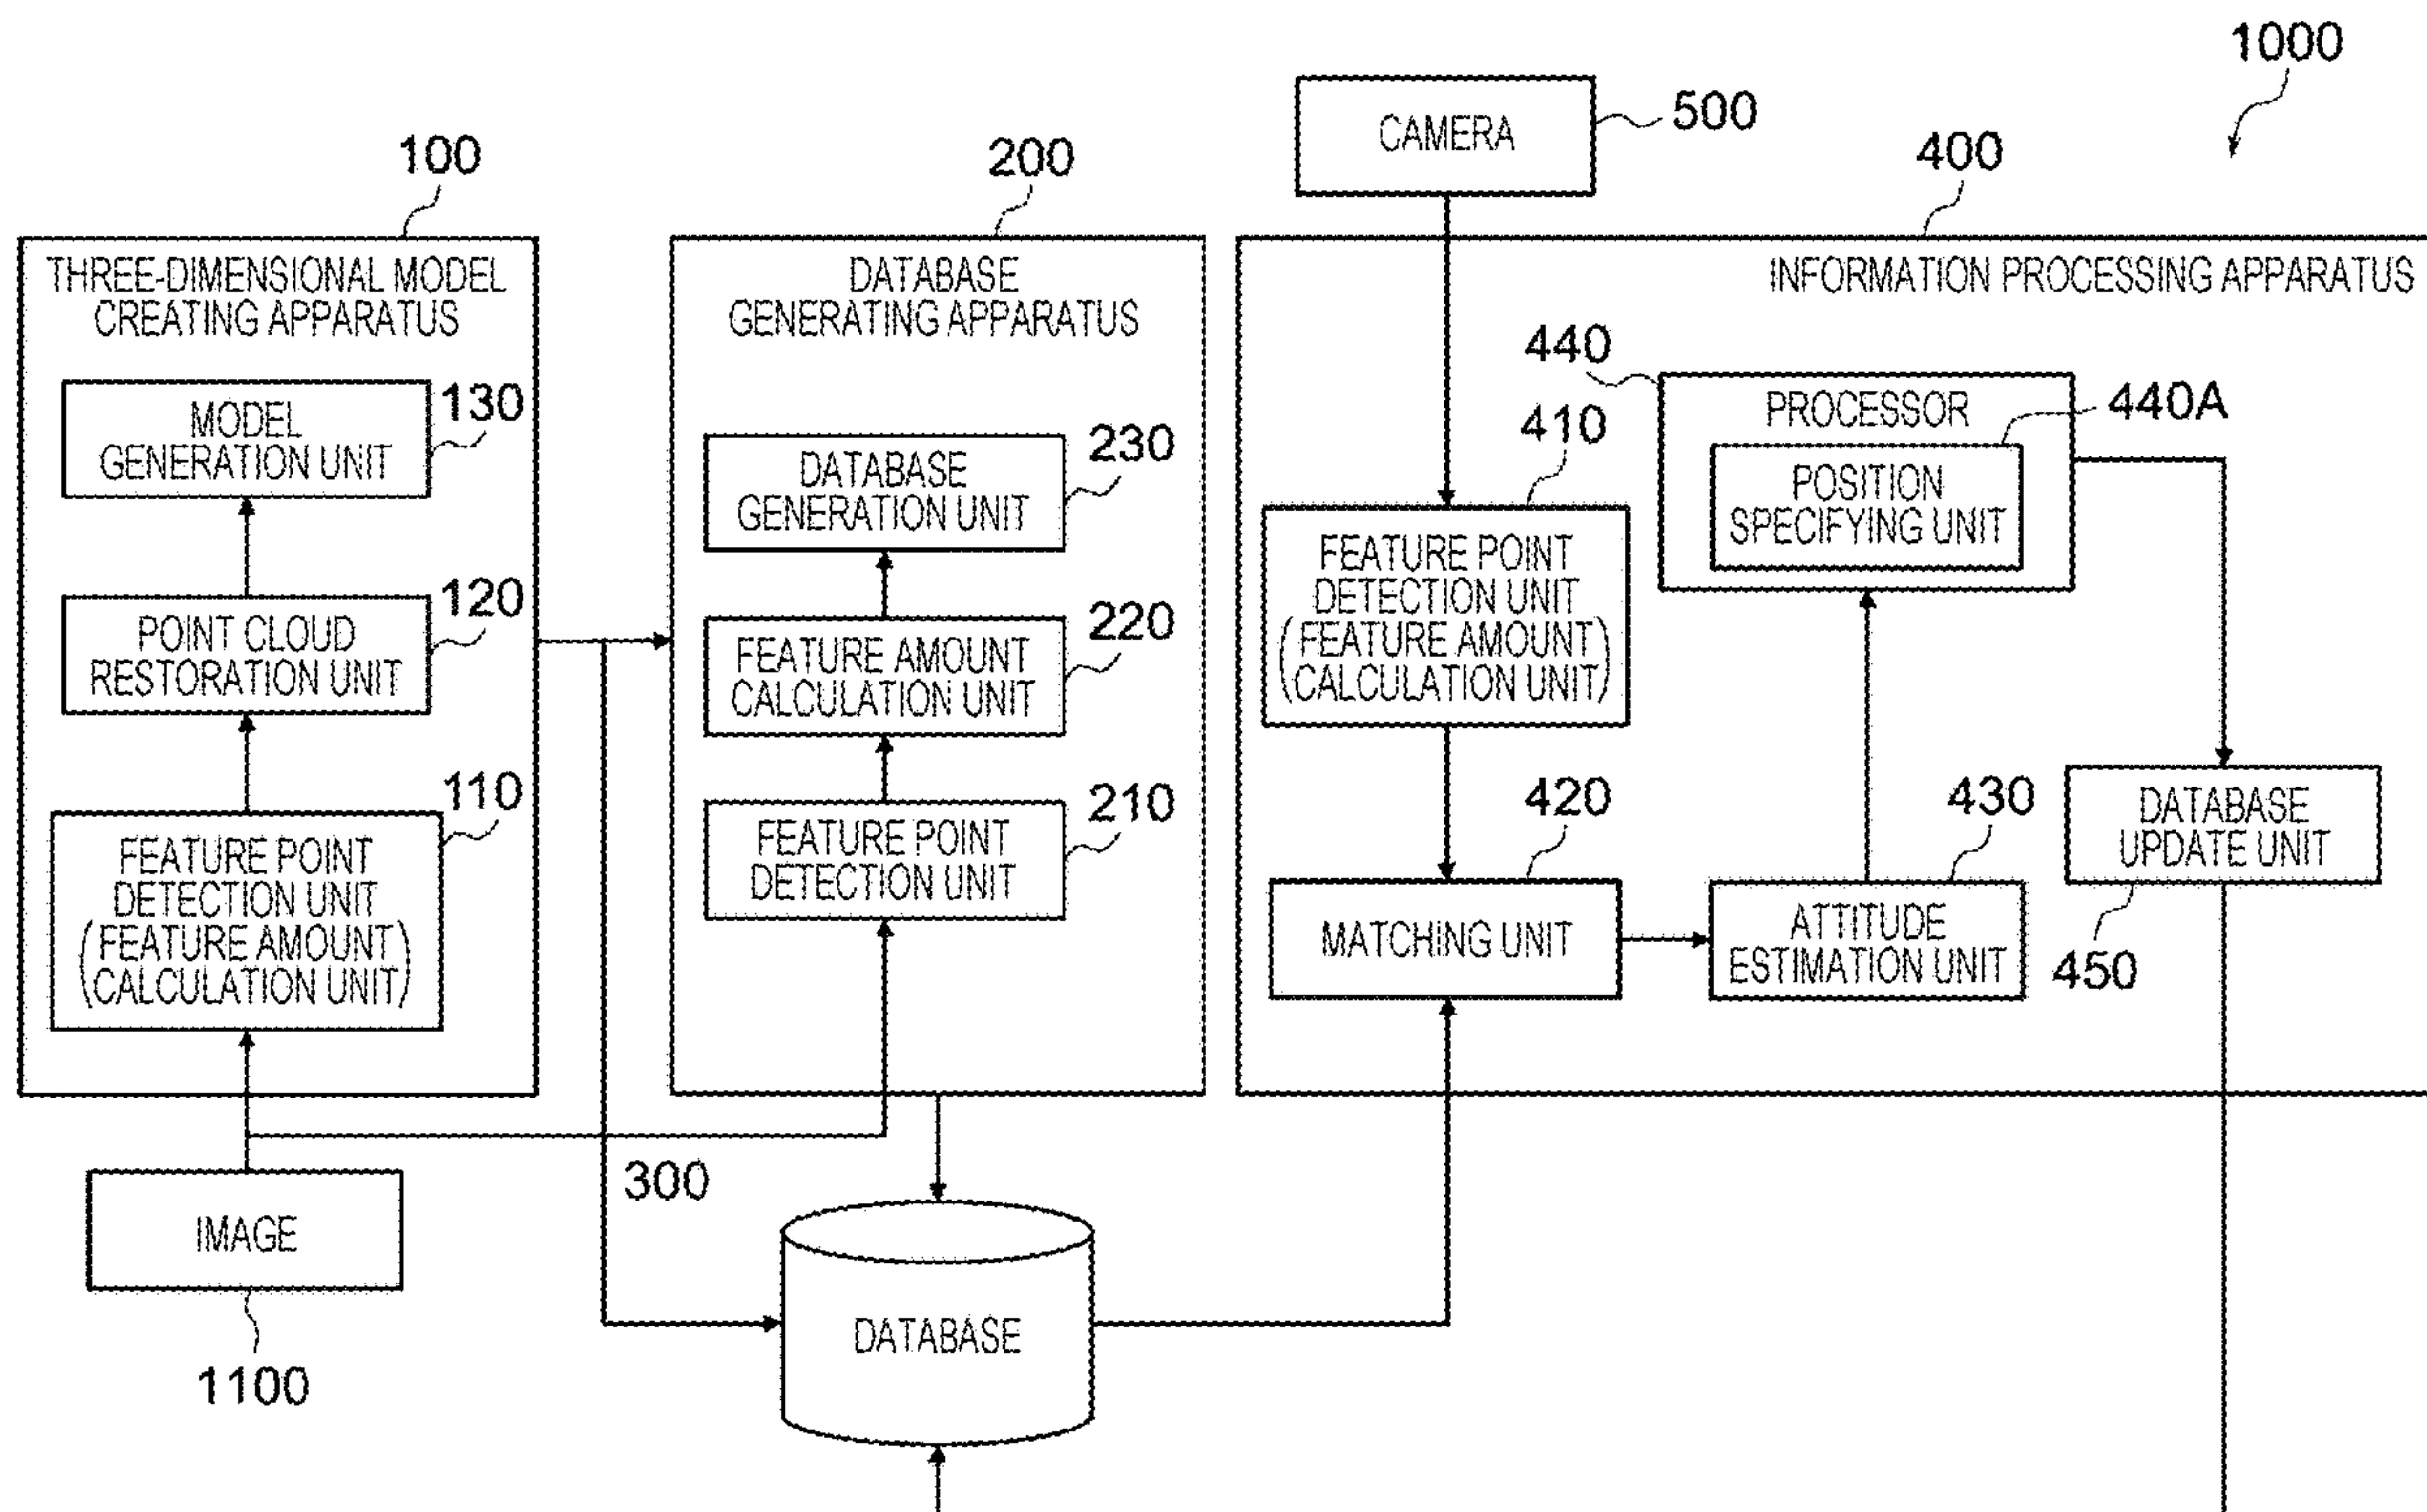 1000
CAMERA
500
100
200
400
THREE-DIMENSIONAL MODEL
CREATING APPARATUS
MODEL
GENERATION UNIT
130
POINT CLOUD
RESTORATION UNIT
120
FEATURE POINT
DETECTION UNIT
(FEATURE AMOUNT
CALCULATION UNIT)
110
IMAGE
1100
DATABASE
GENERATING APPARATUS
DATABASE
GENERATION UNIT
230
FEATURE AMOUNT
CALCULATION UNIT
220
FEATURE POINT
DETECTION UNIT
210
300
DATABASE
INFORMATION PROCESSING APPARATUS
440
PROCESSOR
440A
POSITION
SPECIFYING UNIT
410
FEATURE POINT
DETECTION UNIT
(FEATURE AMOUNT
CALCULATION UNIT)
420
MATCHING UNIT
430
ATTITUDE
ESTIMATION UNIT
DATABASE
UPDATE UNIT
450